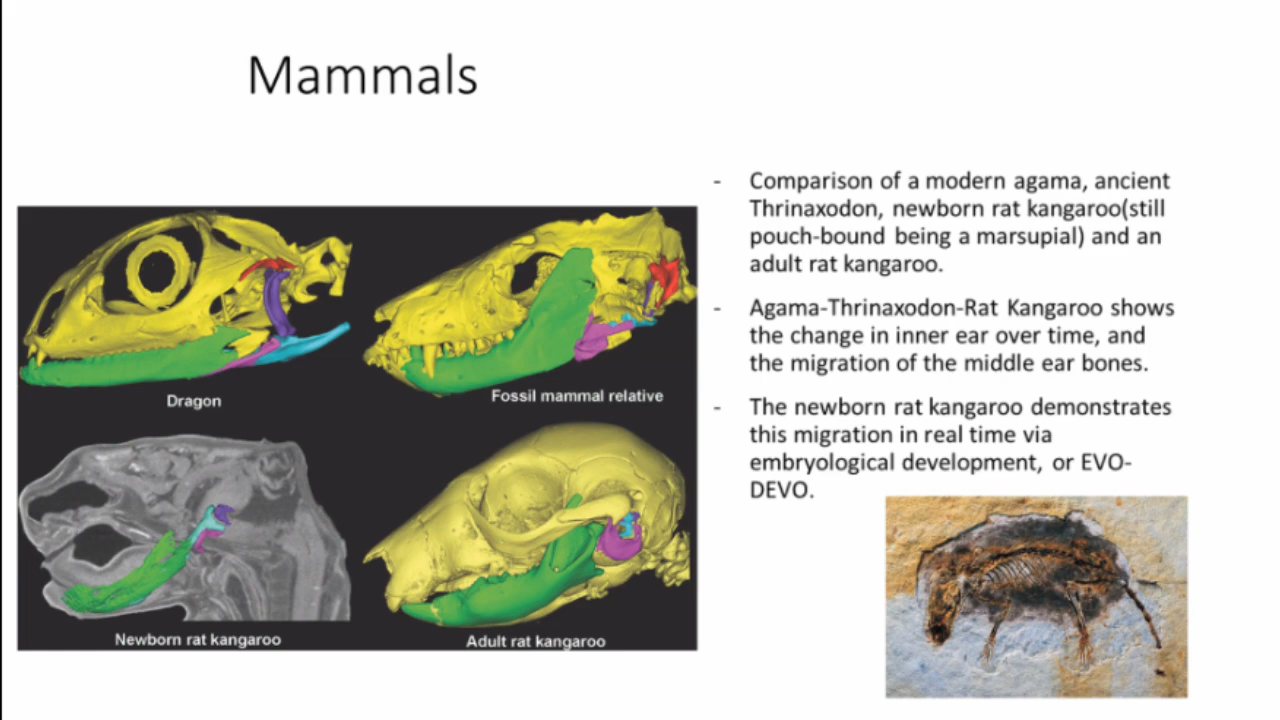 Mammals
- Comparison of a modern agama, ancient
Thrinaxodon, newborn rat kangaroo(still
pouch-bound being a marsupial) and an
adult rat kangaroo.
- Agama-Thrinaxodon-Rat Kangaroo shows
the change in inner ear over time, and
the migration of the middle ear bones.
- The newborn rat kangaroo demonstrates
this migration in real time via
embryological development, or EVO-
DEVO.
Dragon
Fossil mammal relative
Newborn rat kangaroo
Adult rat kangaroo